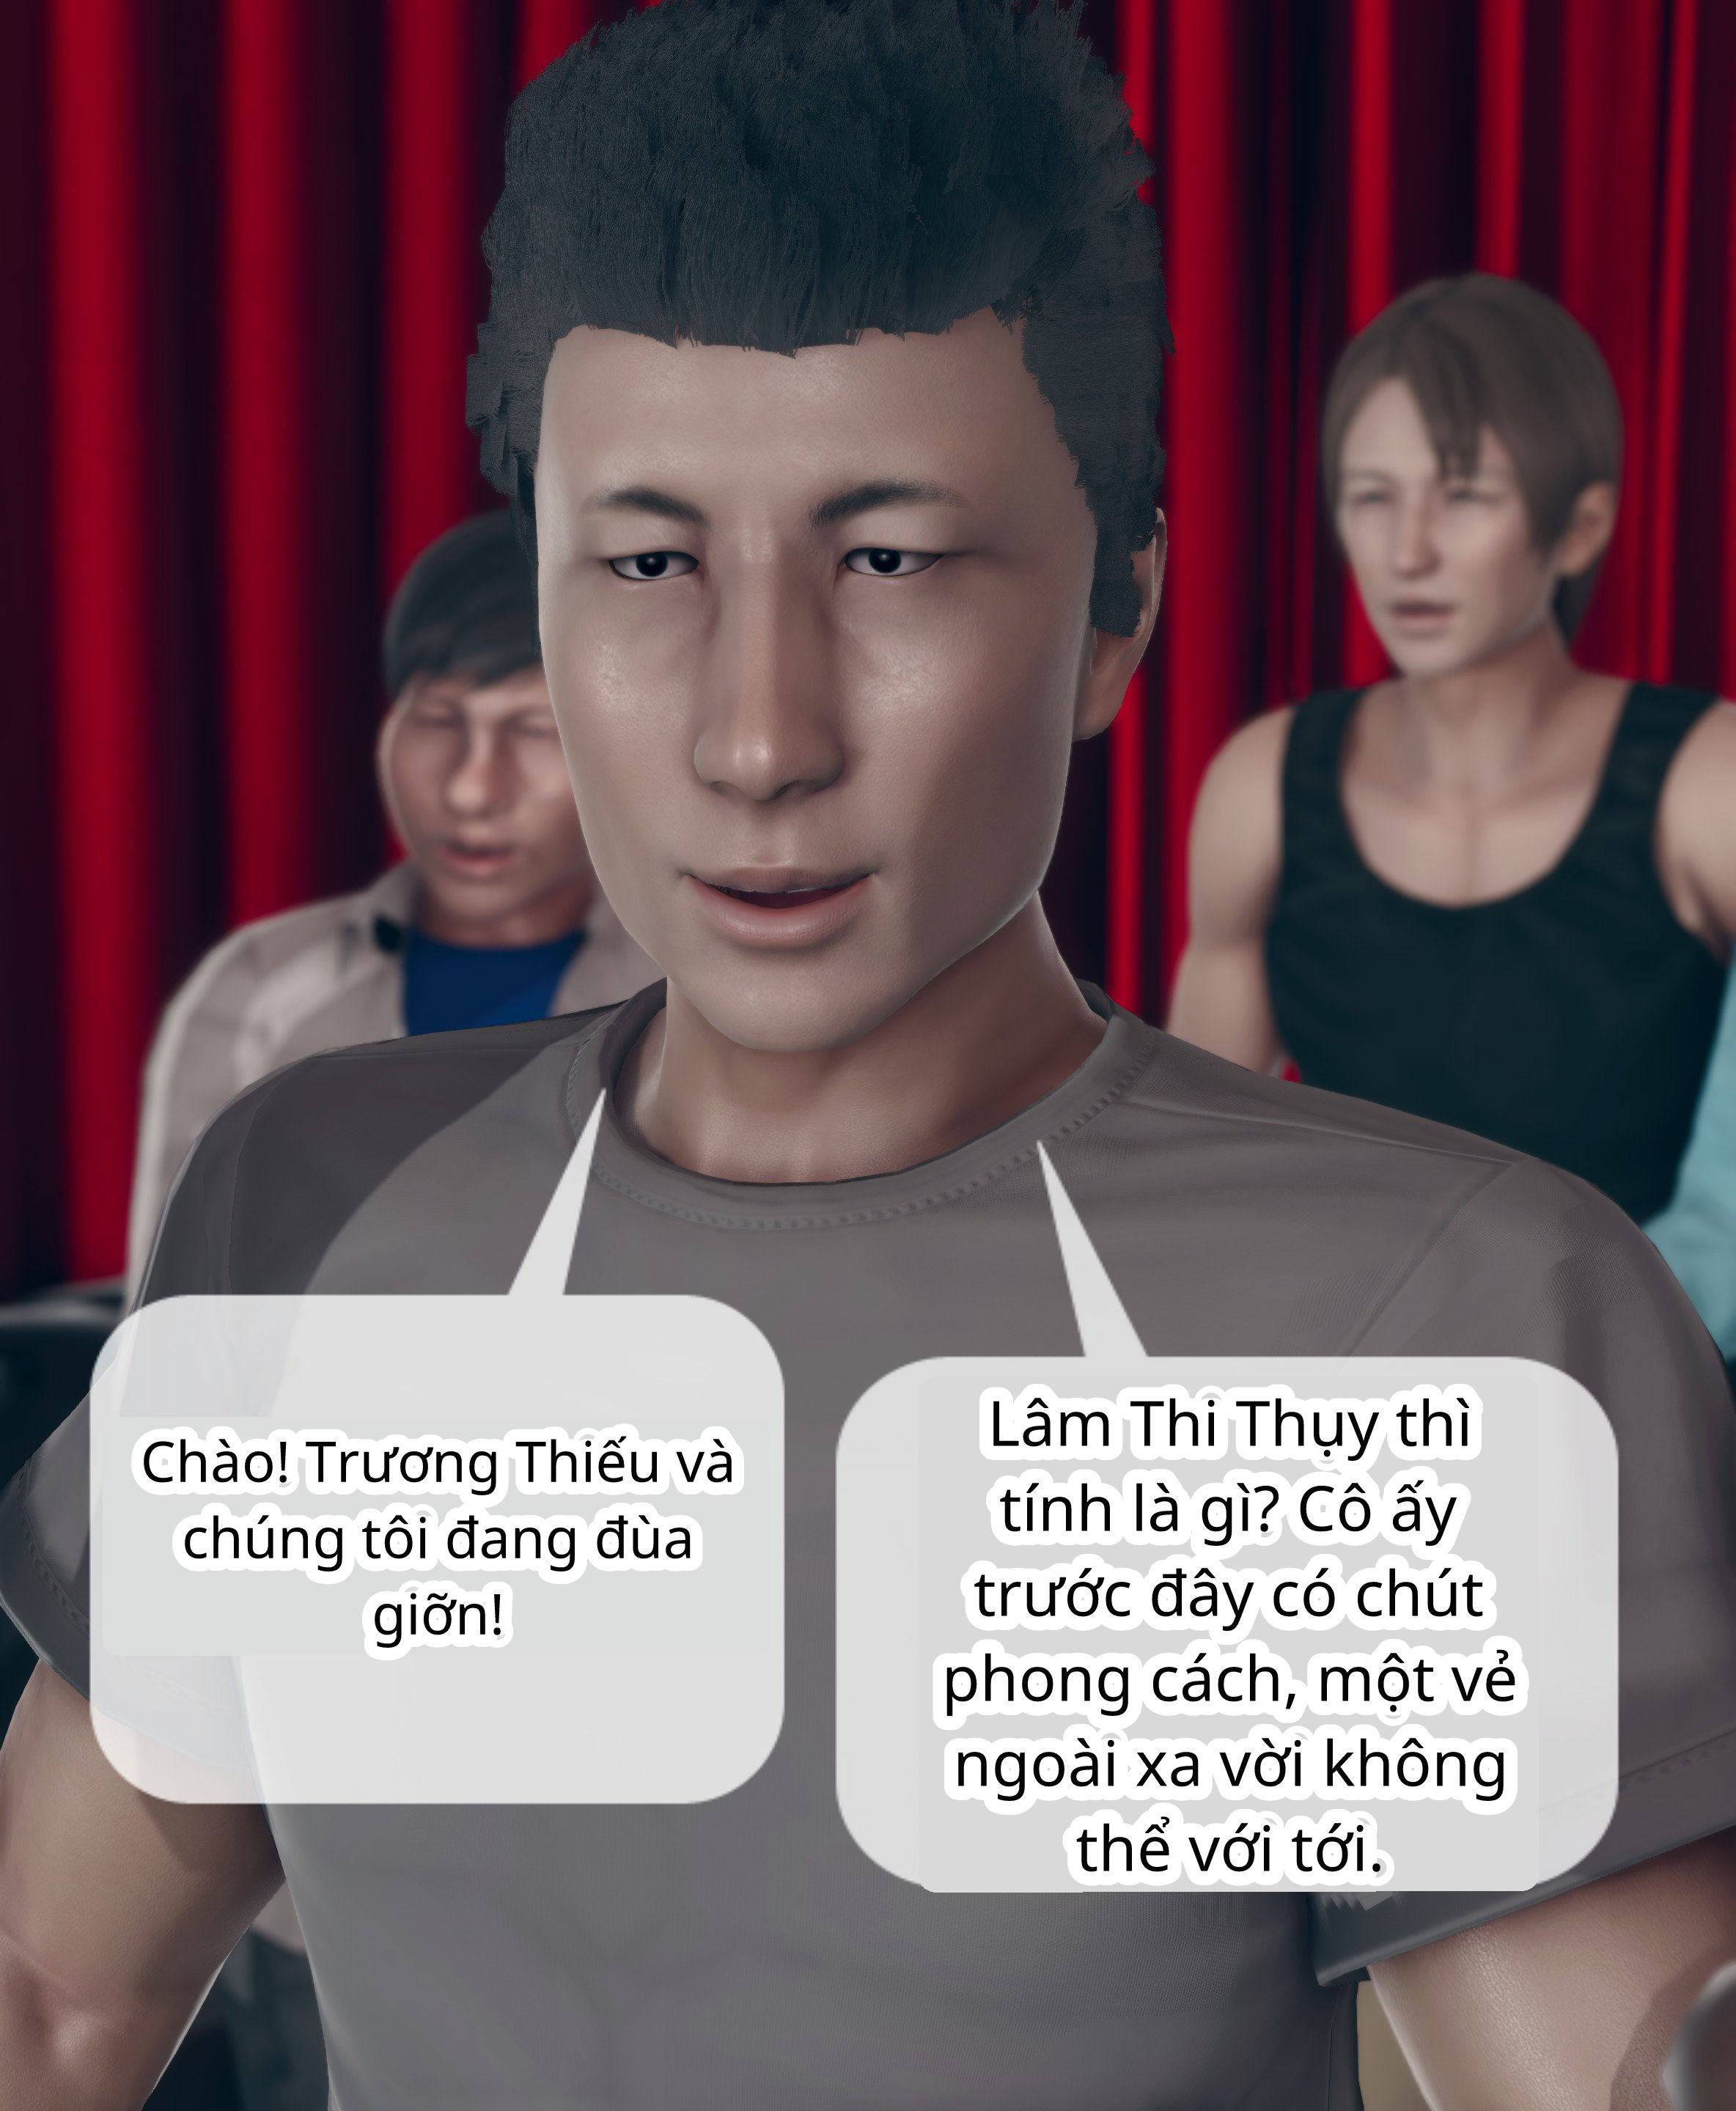 Chào! Trương Thiếu và
chúng tôi đang đùa
giỡn!
Lâm Thi Thụy thì
tính là gì? Cô ấy
trước đây có chút
phong cách, một vẻ
ngoài xa vời không
thể với tới.